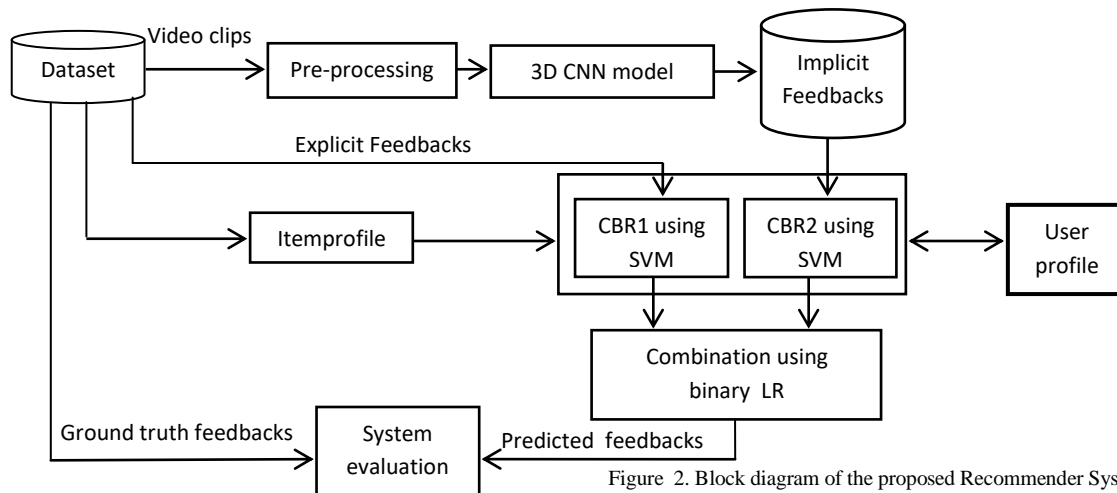 Video clips
Dataset
Pre-processing
3D CNN model
Implicit
Feedbacks
Explicit Feedbacks
Itemprofile
CBR1 using
SVM
CBR2 using
SVM
User
profile
Combination using
binary LR
Ground truth feedbacks
System
evaluation
Predicted feedbacks
Figure 2. Block diagram of the proposed Recommender Sys